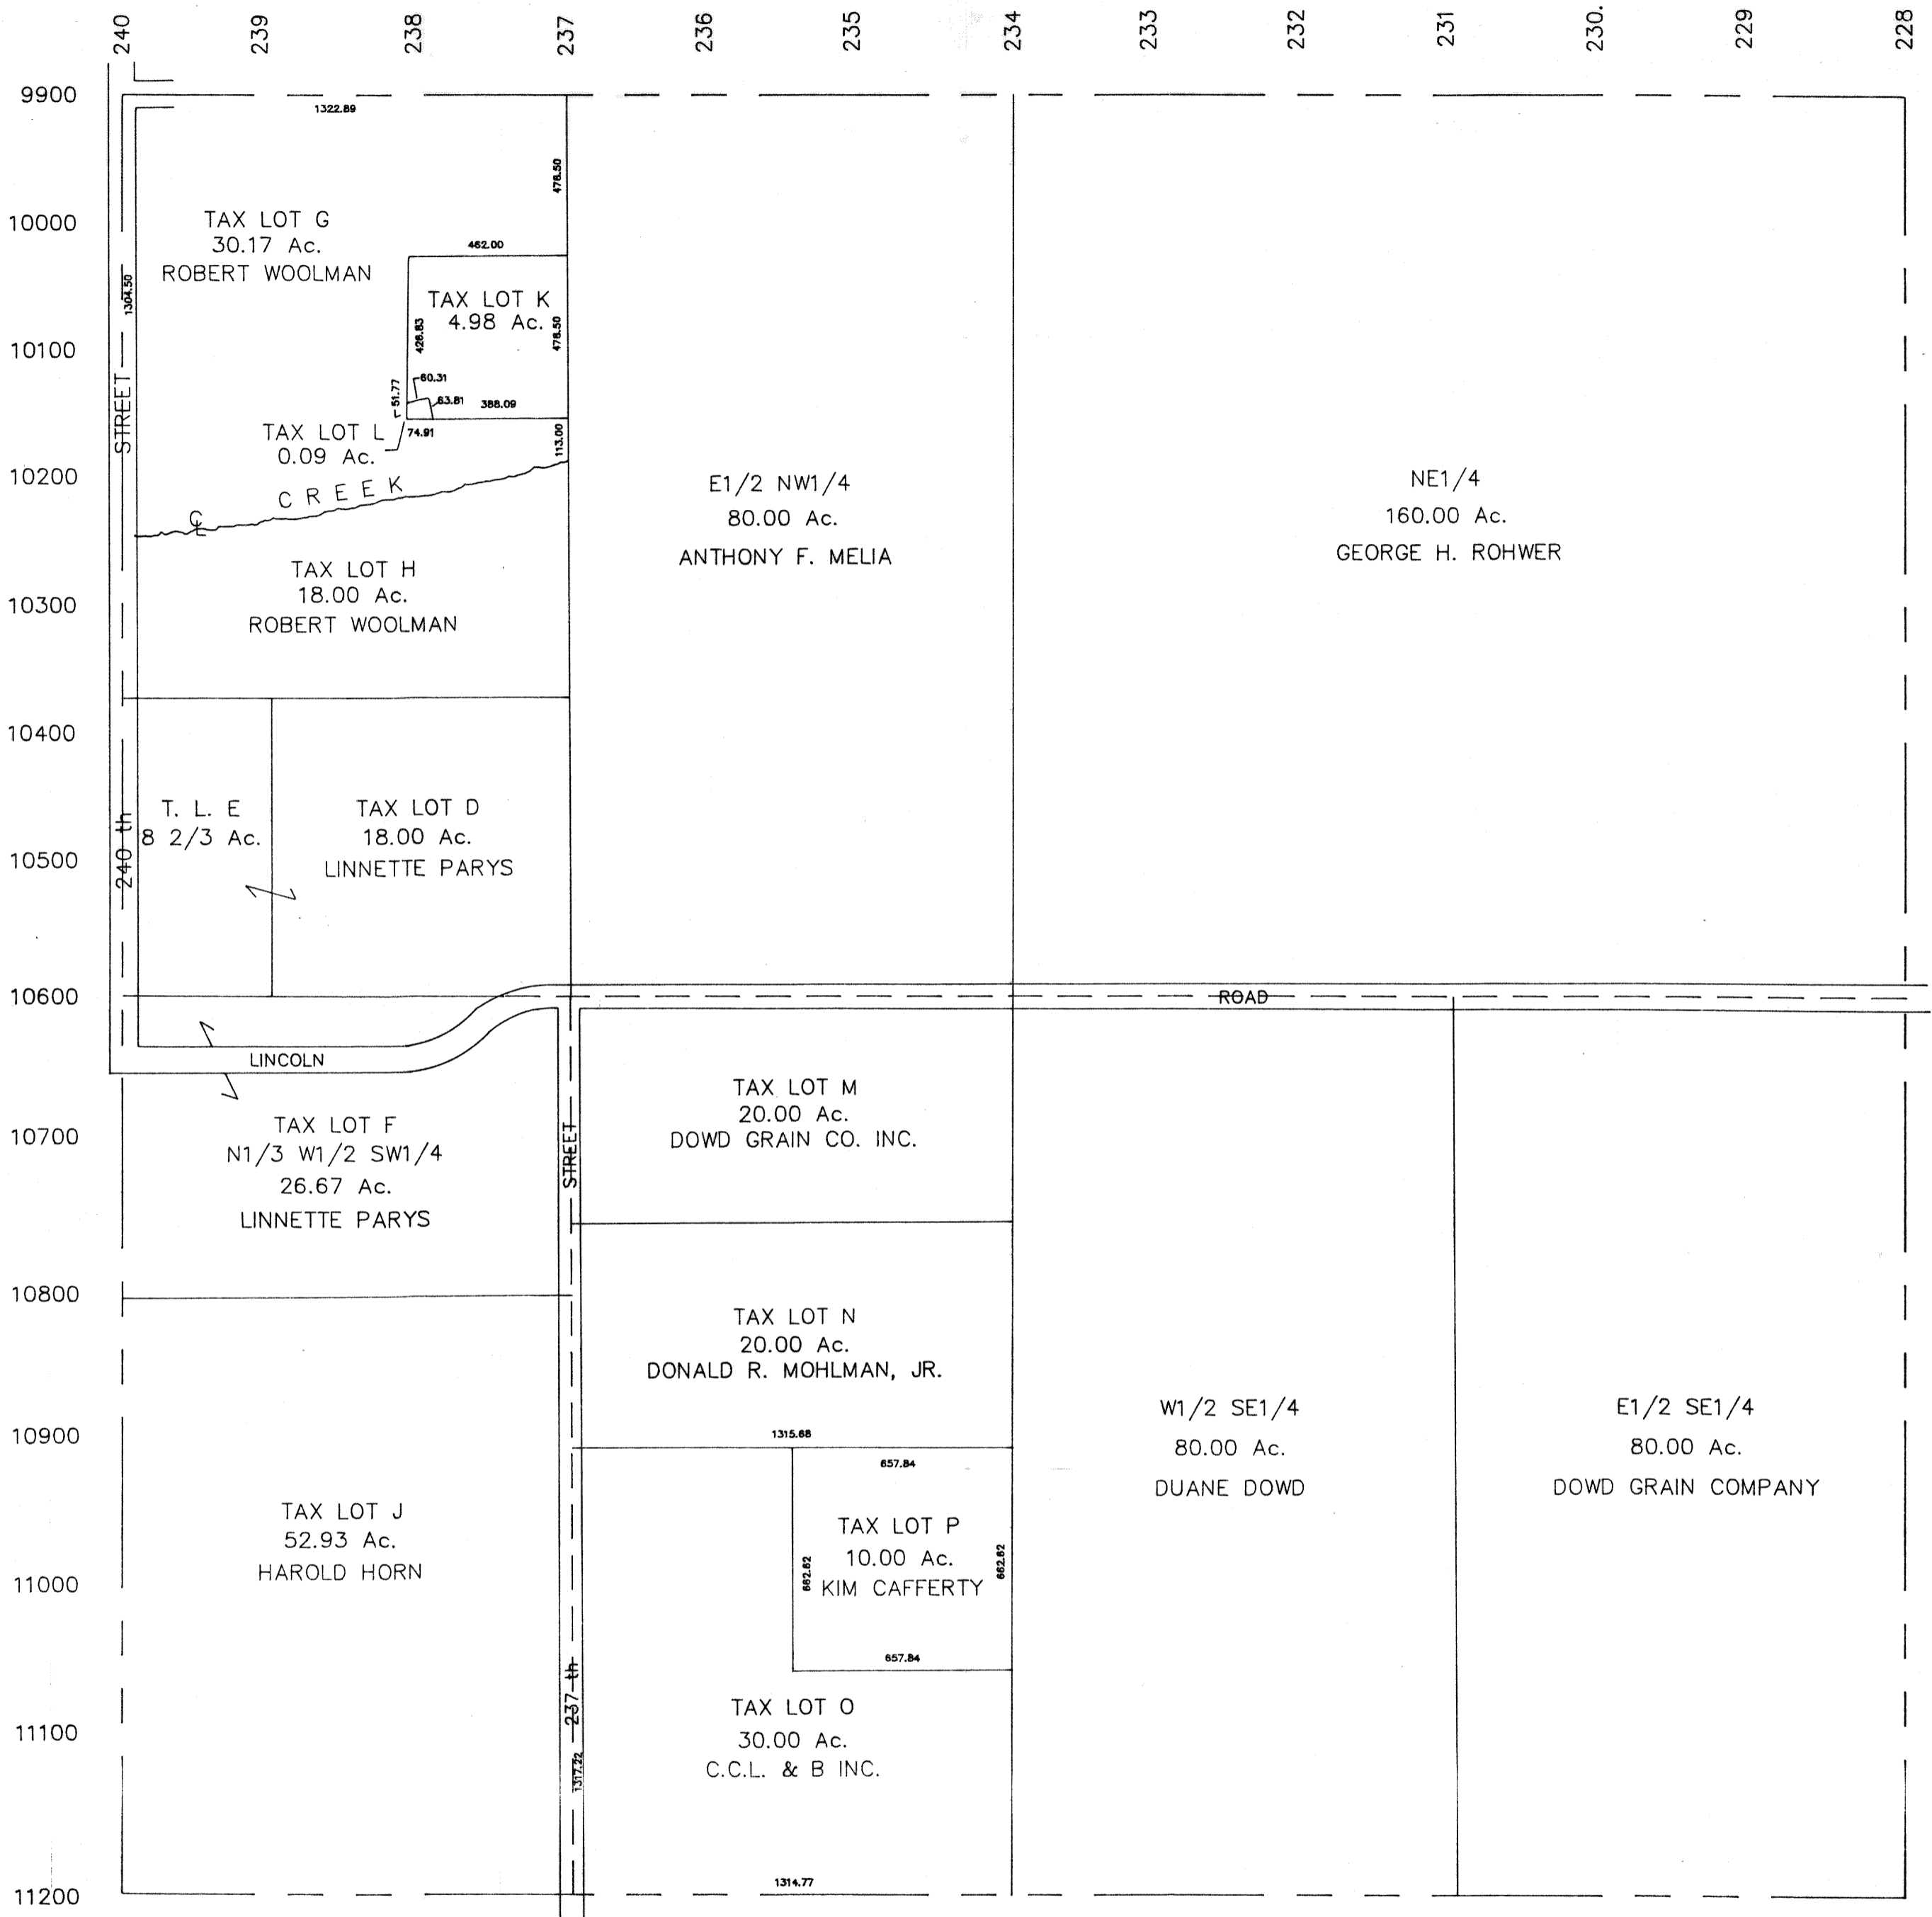 240
239
238
237
236
235
234
233
232
231
230.
229
228
9900
10000
10100
10200
10300
10400
10500
10600
10700
10800
10900
11000
11100
11200
1322.89
478.50
TAX LOT G
30.17 Ac.
ROBERT WOOLMAN
1304.50
462.00
TAX LOT K
4.98 Ac.
426.83
478.50
60.31
51.77
63.81
388.09
74.91
113.00
TAX LOT L
0.09 Ac.
STREET
CREEK
CL
TAX LOT H
18.00 Ac.
ROBERT WOOLMAN
E1/2 NW1/4
80.00 Ac.
ANTHONY F. MELIA
NE1/4
160.00 Ac.
GEORGE H. ROHWER
240 th
T. L. E
8 2/3 Ac.
TAX LOT D
18.00 Ac.
LINNETTE PARYS
ROAD
LINCOLN
TAX LOT F
N1/3 W1/2 SW1/4
26.67 Ac.
LINNETTE PARYS
STREET
TAX LOT M
20.00 Ac.
DOWD GRAIN CO. INC.
TAX LOT N
20.00 Ac.
DONALD R. MOHLMAN, JR.
1315.68
657.84
TAX LOT J
52.93 Ac.
HAROLD HORN
TAX LOT P
10.00 Ac.
KIM CAFFERTY
662.62
662.62
657.84
W1/2 SE1/4
80.00 Ac.
DUANE DOWD
E1/2 SE1/4
80.00 Ac.
DOWD GRAIN COMPANY
237 th
1317.22
TAX LOT O
30.00 Ac.
C.C.L. & B INC.
1314.77